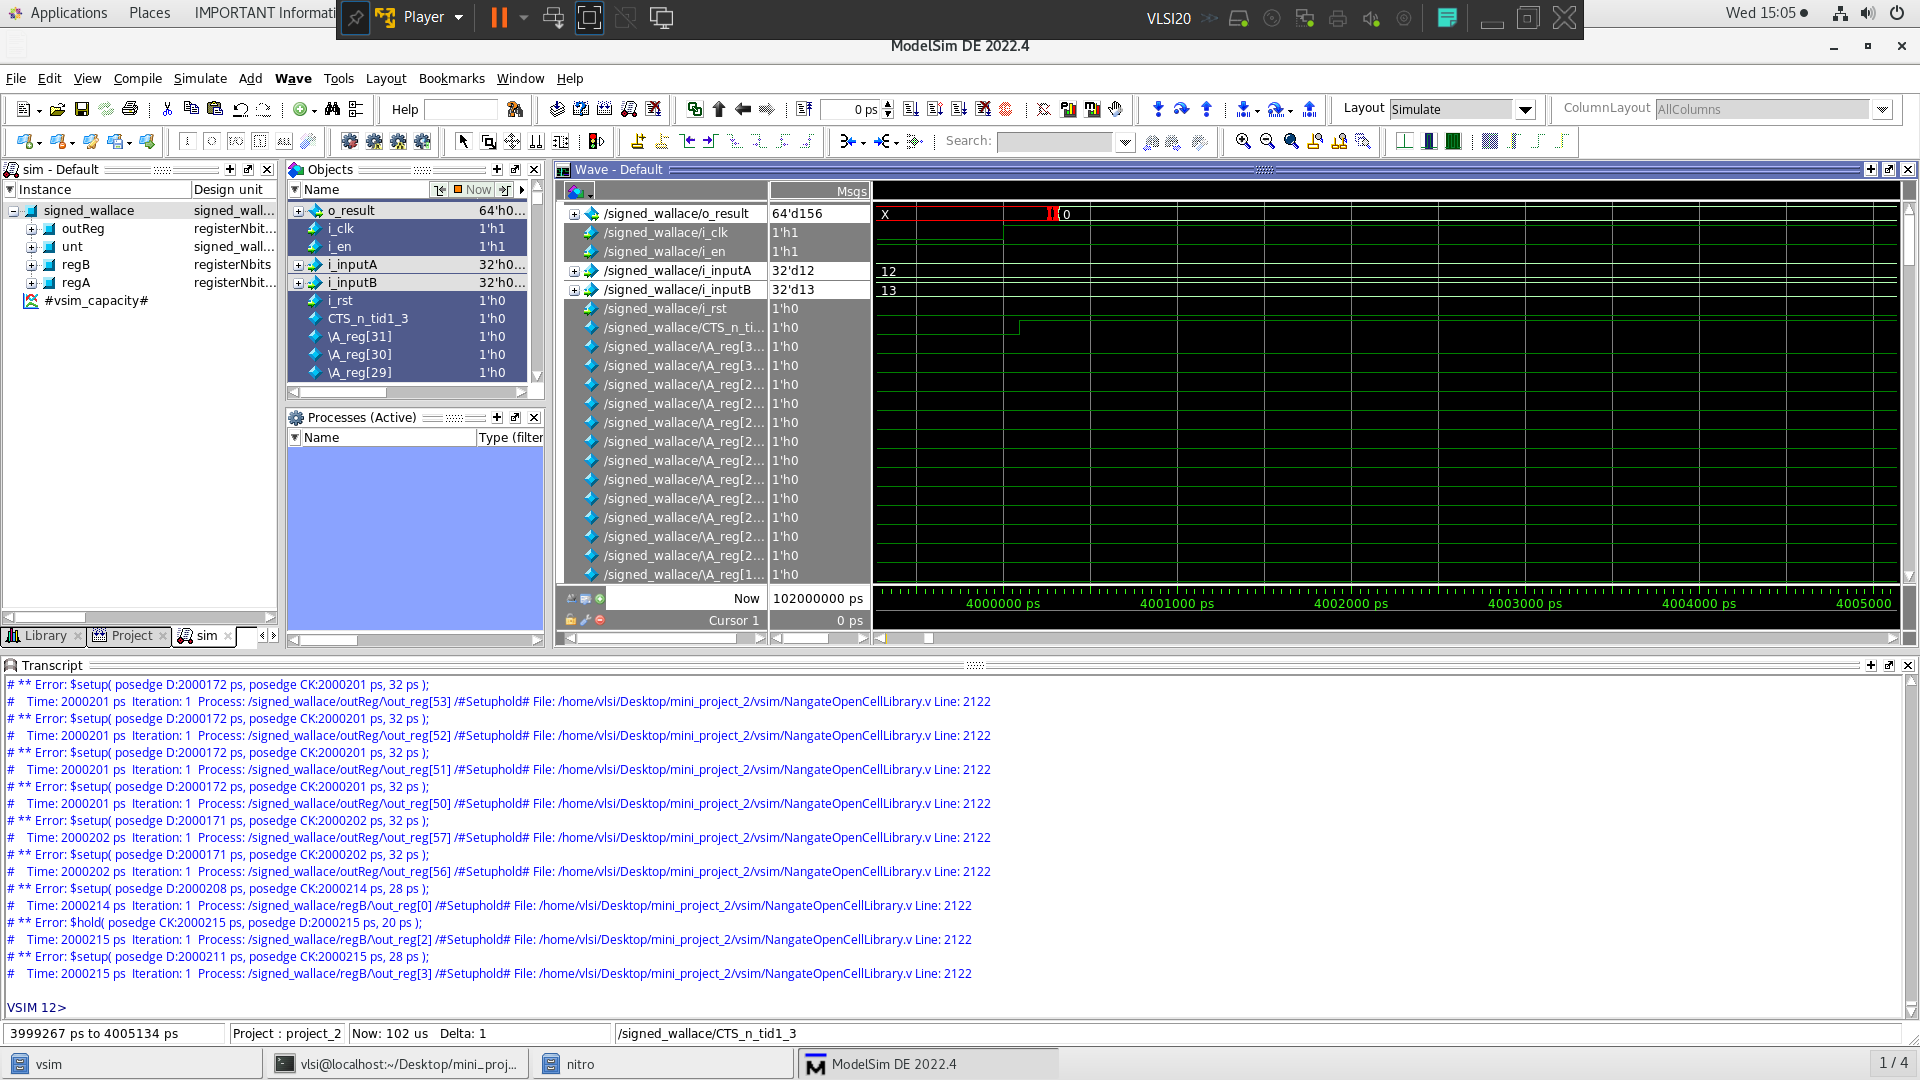 Applications Places IMPORTANT Informati
Player
VLSI20
Wed 15:05
ModelSim DE 2022.4
File Edit View Compile Simulate Add Wave Tools Layout Bookmarks Window Help
Help
0 ps
Layout Simulate
ColumnLayout AllColumns
Search:
sim - Default
Instance Design unit
signed_wallace signed_wall...
outReg registerNbit...
unt signed_wall...
regB registerNbits
regA registerNbit...
#vsim_capacity#
Library Project sim
Objects
Name Now
o_result 64'h0...
i_clk 1'h1
i_en 1'h1
i_inputA 32'h0...
i_inputB 32'h0...
i_rst 1'h0
CTS_n_tid1_3 1'h0
\A_reg[31] 1'h0
\A_reg[30] 1'h0
\A_reg[29] 1'h0
Processes (Active)
Name Type (filter
Wave - Default
Msgs
/signed_wallace/o_result 64'd156 X 0
/signed_wallace/i_clk 1'h1
/signed_wallace/i_en 1'h1
/signed_wallace/i_inputA 32'd12 12
/signed_wallace/i_inputB 32'd13 13
/signed_wallace/i_rst 1'h0
/signed_wallace/CTS_n_ti... 1'h0
/signed_wallace/\A_reg[3... 1'h0
/signed_wallace/\A_reg[3... 1'h0
/signed_wallace/\A_reg[2... 1'h0
/signed_wallace/\A_reg[2... 1'h0
/signed_wallace/\A_reg[2... 1'h0
/signed_wallace/\A_reg[2... 1'h0
/signed_wallace/\A_reg[2... 1'h0
/signed_wallace/\A_reg[2... 1'h0
/signed_wallace/\A_reg[2... 1'h0
/signed_wallace/\A_reg[2... 1'h0
/signed_wallace/\A_reg[2... 1'h0
/signed_wallace/\A_reg[2... 1'h0
/signed_wallace/\A_reg[1... 1'h0
Now 102000000 ps
4000000 ps 4001000 ps 4002000 ps 4003000 ps 4004000 ps 4005000
Cursor 1 0 ps
Transcript
# ** Error: $setup( posedge D:2000172 ps, posedge CK:2000201 ps, 32 ps );
# Time: 2000201 ps Iteration: 1 Process: /signed_wallace/outReg/\out_reg[53] /#Setuphold# File: /home/vlsi/Desktop/mini_project_2/vsim/NangateOpenCellLibrary.v Line: 2122
# ** Error: $setup( posedge D:2000172 ps, posedge CK:2000201 ps, 32 ps );
# Time: 2000201 ps Iteration: 1 Process: /signed_wallace/outReg/\out_reg[52] /#Setuphold# File: /home/vlsi/Desktop/mini_project_2/vsim/NangateOpenCellLibrary.v Line: 2122
# ** Error: $setup( posedge D:2000172 ps, posedge CK:2000201 ps, 32 ps );
# Time: 2000201 ps Iteration: 1 Process: /signed_wallace/outReg/\out_reg[51] /#Setuphold# File: /home/vlsi/Desktop/mini_project_2/vsim/NangateOpenCellLibrary.v Line: 2122
# ** Error: $setup( posedge D:2000172 ps, posedge CK:2000201 ps, 32 ps );
# Time: 2000201 ps Iteration: 1 Process: /signed_wallace/outReg/\out_reg[50] /#Setuphold# File: /home/vlsi/Desktop/mini_project_2/vsim/NangateOpenCellLibrary.v Line: 2122
# ** Error: $setup( posedge D:2000171 ps, posedge CK:2000202 ps, 32 ps );
# Time: 2000202 ps Iteration: 1 Process: /signed_wallace/outReg/\out_reg[57] /#Setuphold# File: /home/vlsi/Desktop/mini_project_2/vsim/NangateOpenCellLibrary.v Line: 2122
# ** Error: $setup( posedge D:2000171 ps, posedge CK:2000202 ps, 32 ps );
# Time: 2000202 ps Iteration: 1 Process: /signed_wallace/outReg/\out_reg[56] /#Setuphold# File: /home/vlsi/Desktop/mini_project_2/vsim/NangateOpenCellLibrary.v Line: 2122
# ** Error: $setup( posedge D:2000208 ps, posedge CK:2000214 ps, 28 ps );
# Time: 2000214 ps Iteration: 1 Process: /signed_wallace/regB/\out_reg[0] /#Setuphold# File: /home/vlsi/Desktop/mini_project_2/vsim/NangateOpenCellLibrary.v Line: 2122
# ** Error: $hold( posedge CK:2000215 ps, posedge D:2000215 ps, 20 ps );
# Time: 2000215 ps Iteration: 1 Process: /signed_wallace/regB/\out_reg[2] /#Setuphold# File: /home/vlsi/Desktop/mini_project_2/vsim/NangateOpenCellLibrary.v Line: 2122
# ** Error: $setup( posedge D:2000211 ps, posedge CK:2000215 ps, 28 ps );
# Time: 2000215 ps Iteration: 1 Process: /signed_wallace/regB/\out_reg[3] /#Setuphold# File: /home/vlsi/Desktop/mini_project_2/vsim/NangateOpenCellLibrary.v Line: 2122
VSIM 12>
3999267 ps to 4005134 ps Project : project_2 Now: 102 us Delta: 1 /signed_wallace/CTS_n_tid1_3
vsim vlsi@localhost:~/Desktop/mini_proj... nitro ModelSim DE 2022.4 1 / 4